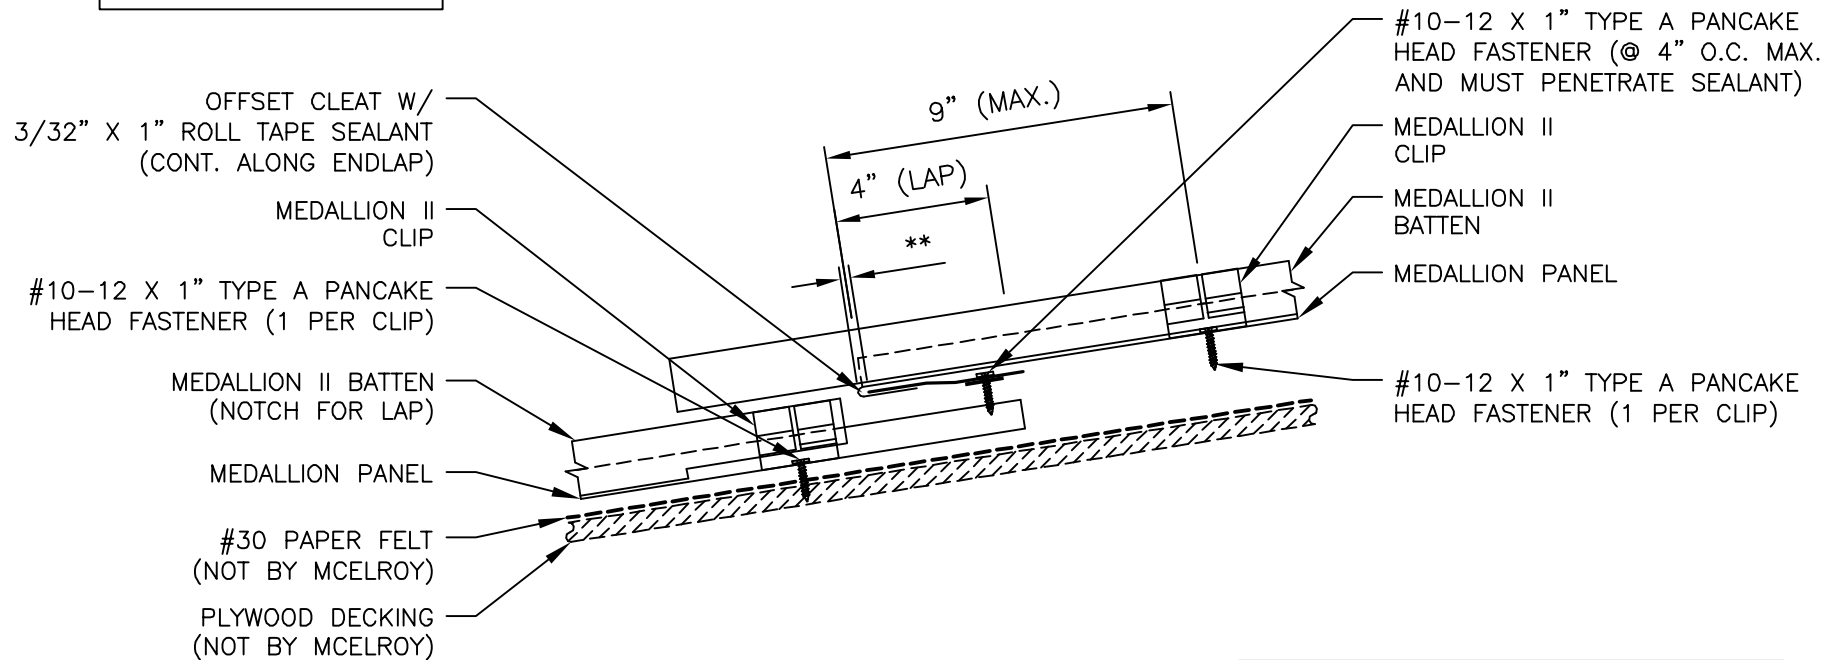 #10-12 X 1" TYPE A PANCAKE
HEAD FASTENER (@ 4" O.C. MAX.
AND MUST PENETRATE SEALANT)
OFFSET CLEAT W/
3/32" X 1" ROLL TAPE SEALANT
(CONT. ALONG ENDLAP)
9" (MAX.)
4" (LAP)
**
MEDALLION II
CLIP
MEDALLION II
BATTEN
MEDALLION PANEL
#10-12 X 1" TYPE A PANCAKE
HEAD FASTENER (1 PER CLIP)
MEDALLION II
CLIP
#10-12 X 1" TYPE A PANCAKE
HEAD FASTENER (1 PER CLIP)
MEDALLION II BATTEN
(NOTCH FOR LAP)
MEDALLION PANEL
#30 PAPER FELT
(NOT BY MCELROY)
PLYWOOD DECKING
(NOT BY MCELROY)